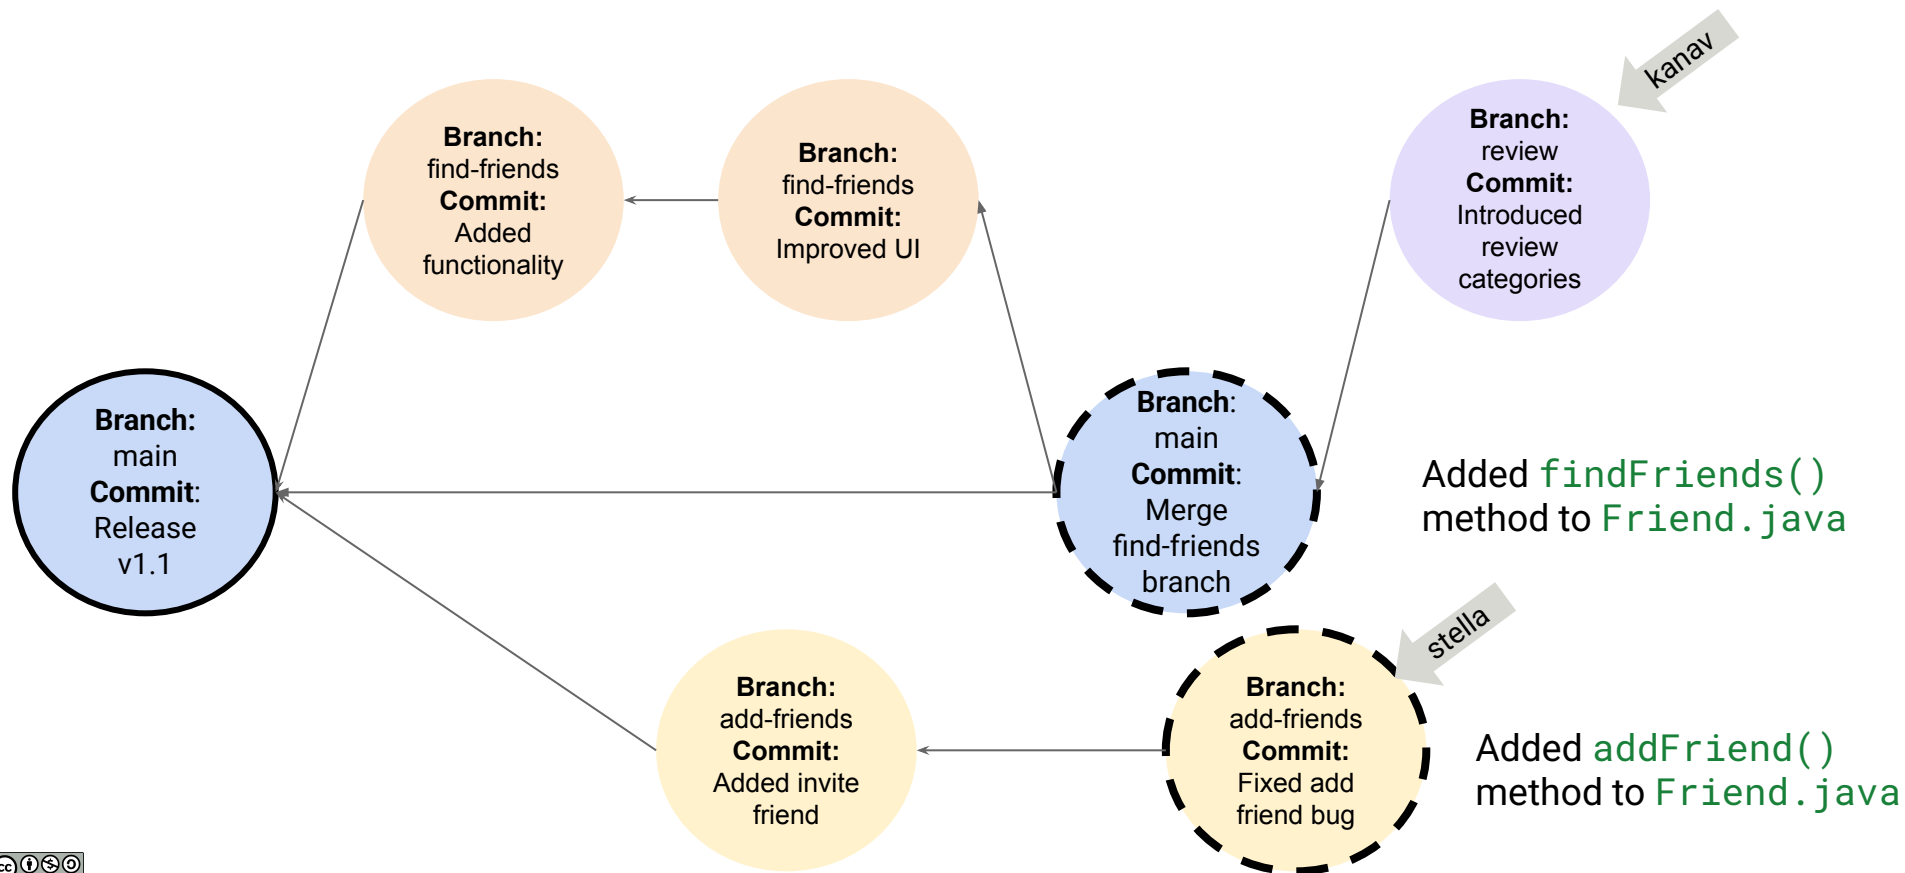 kanav
Branch:
find-friends
Commit:
Added
functionality
Branch:
find-friends
Commit:
Improved UI
Branch:
review
Commit:
Introduced
review
categories
Branch:
main
Commit:
Release
v1.1
Branch:
main
Commit:
Merge
find-friends
branch
Added findFriends()
method to Friend.java
stella
Branch:
add-friends
Commit:
Added invite
friend
Branch:
add-friends
Commit:
Fixed add
friend bug
Added addFriend()
method to Friend.java
cc